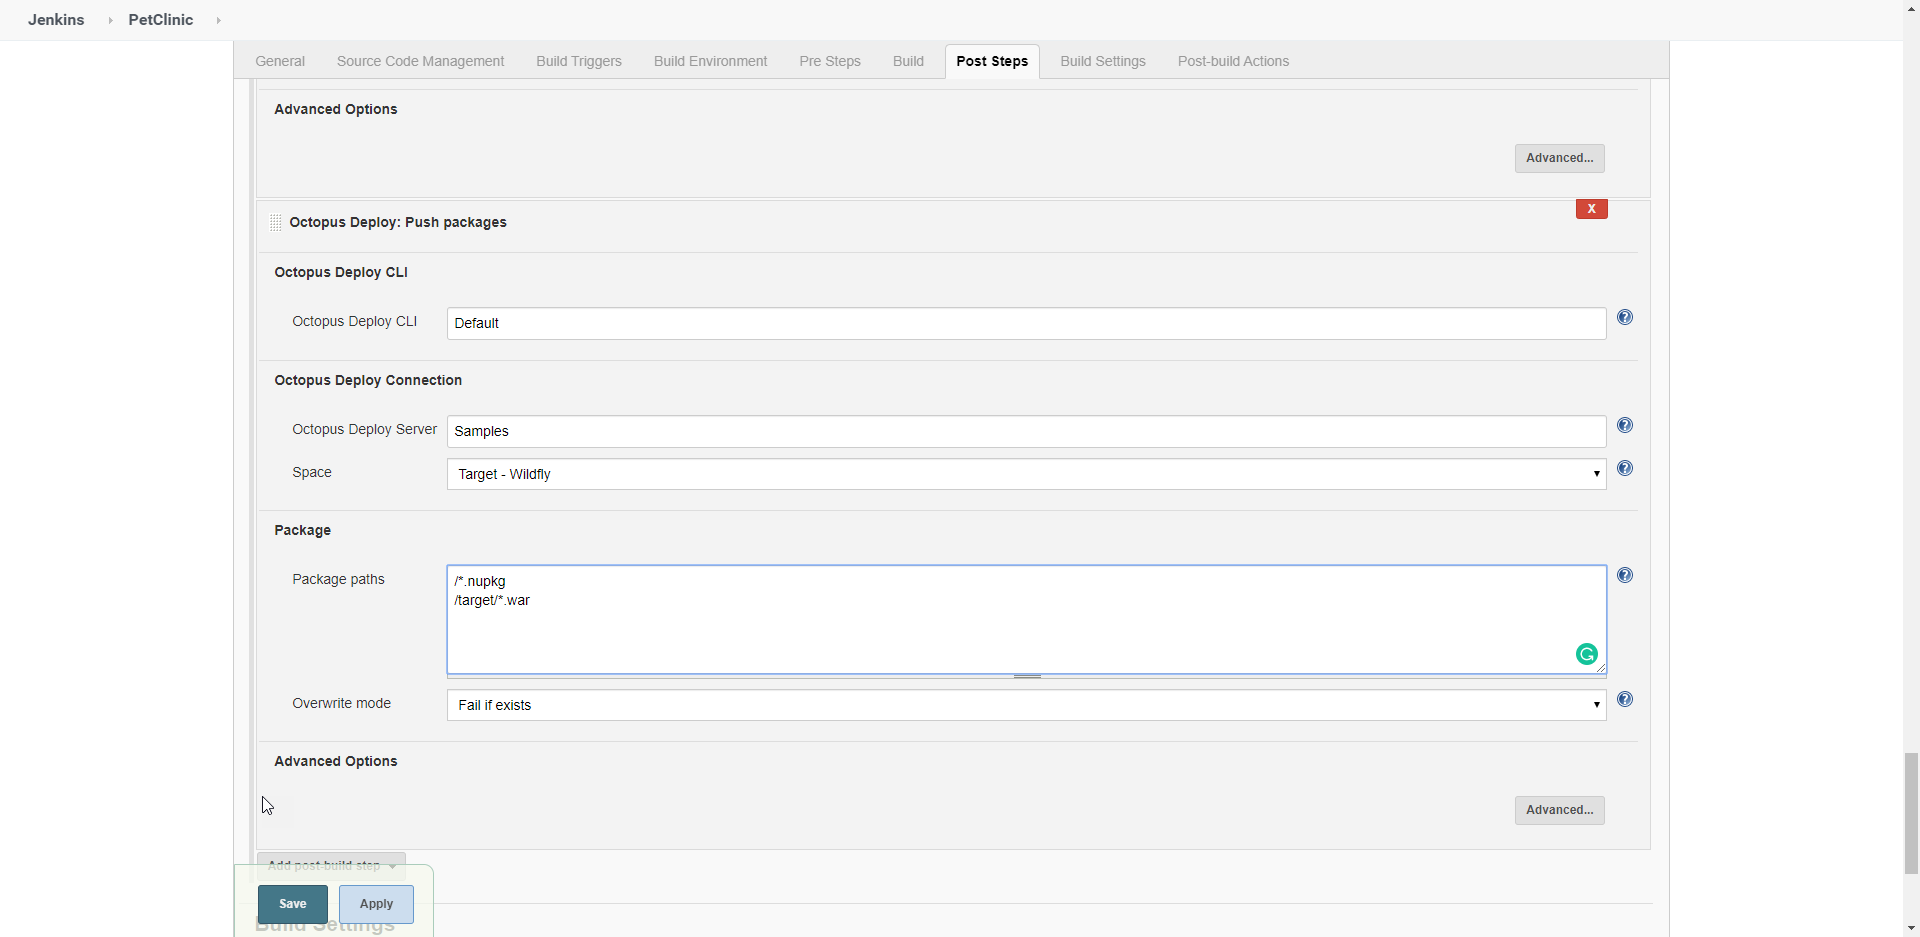 Jenkins PetClinic
General Source Code Management Build Triggers Build Environment Pre Steps Build Post Steps Build Settings Post-build Actions
Advanced Options
Advanced...
Octopus Deploy: Push packages
X
Octopus Deploy CLI
Octopus Deploy CLI Default
Octopus Deploy Connection
Octopus Deploy Server Samples
Space Target - Wildfly
Package
Package paths /*.nupkg
/target/*.war
Overwrite mode Fail if exists
Advanced Options
Advanced...
Add post-build step
Save Apply
Build Settings